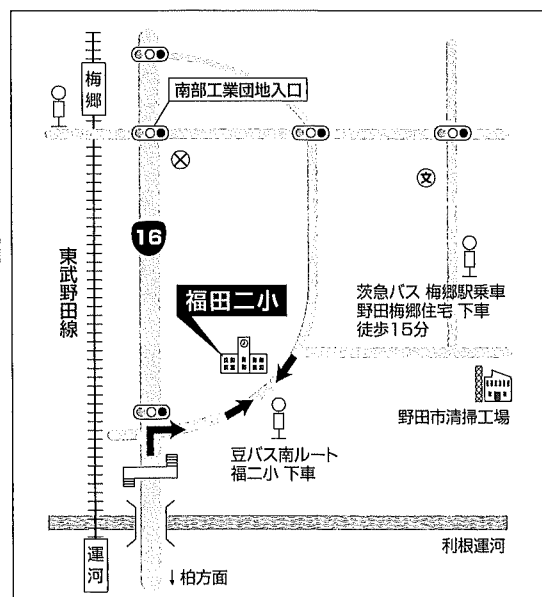 梅郷
南部工業団地入口
文
16
東武野田線
福田二小
茨急バス 梅郷駅乗車
野田梅郷住宅 下車
徒歩15分
野田市清掃工場
豆バス南ルート
福二小 下車
利根運河
運河
↓柏方面